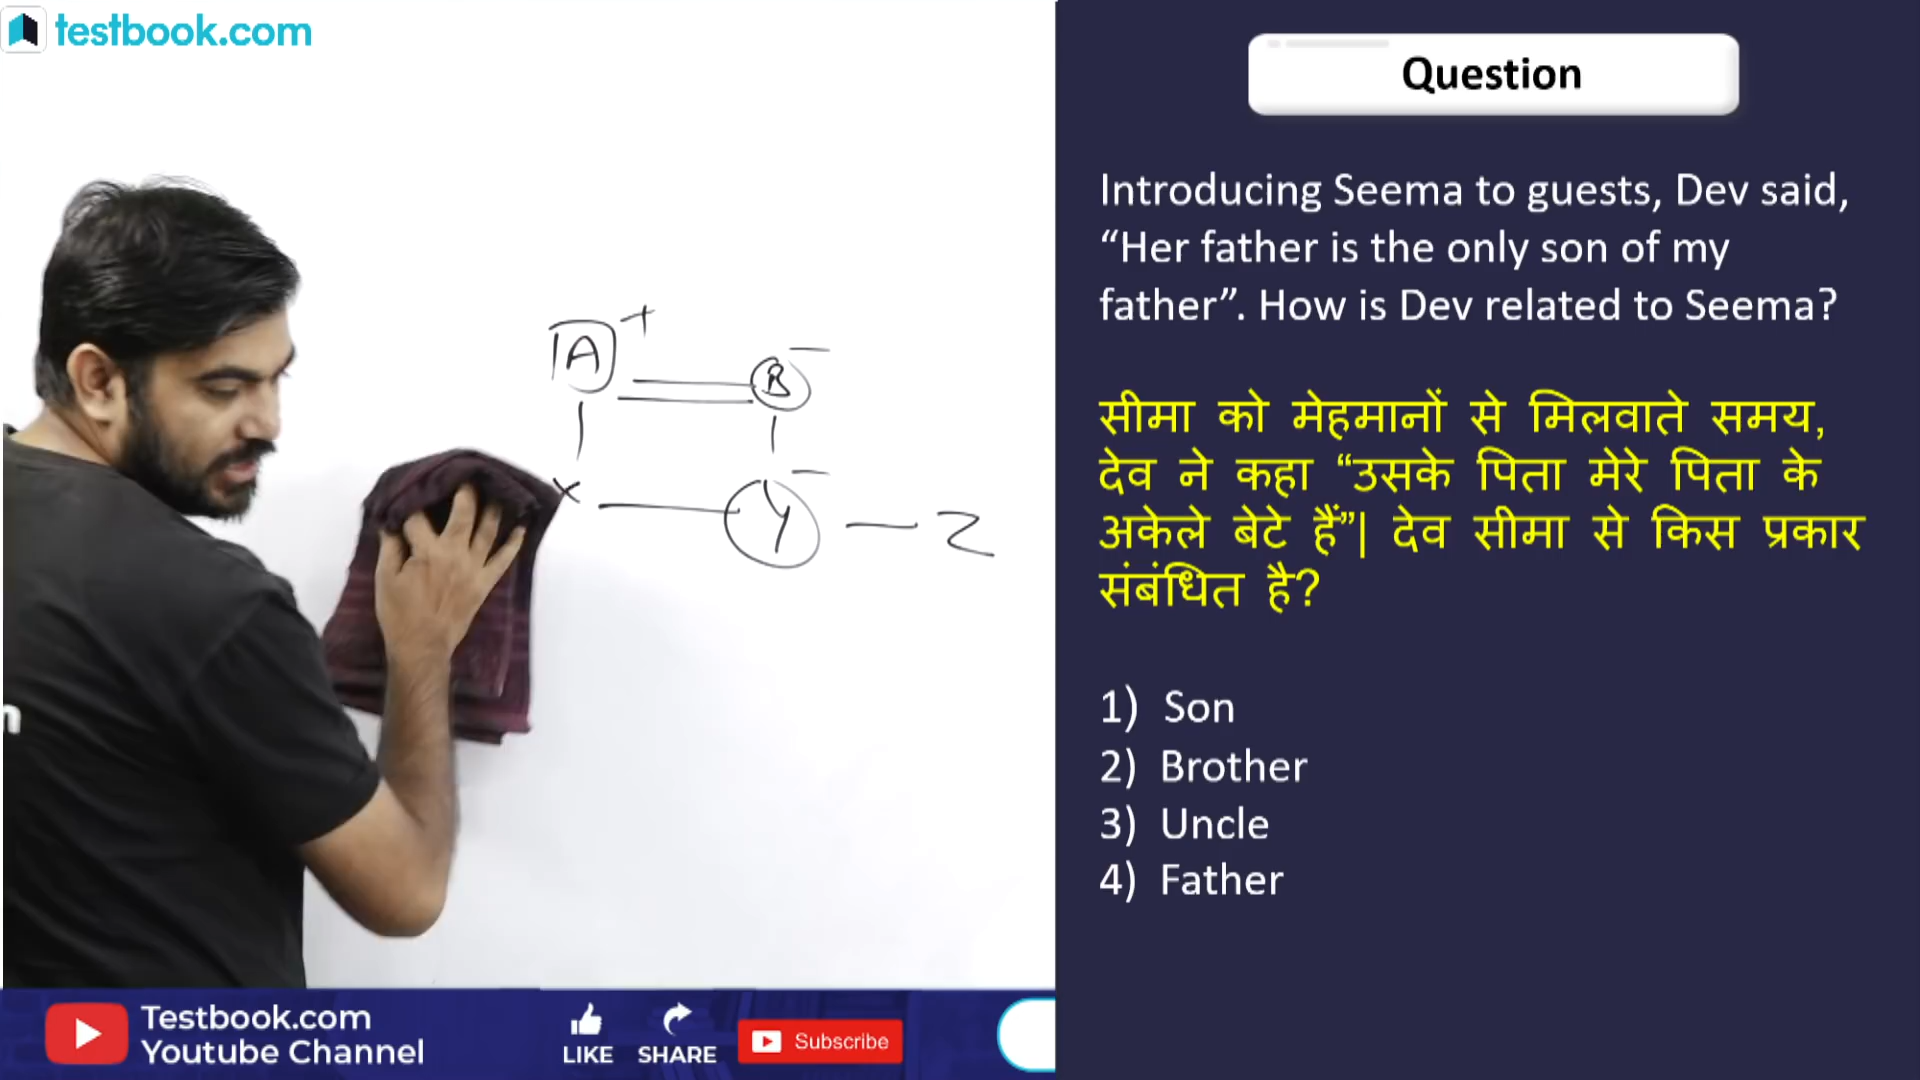 testbook.com
Question
Introducing Seema to guests, Dev said,
“Her father is the only son of my
father”. How is Dev related to Seema?
सीमा को मेहमानों से मिलवाते समय,
देव ने कहा “उसके पिता मेरे पिता के
अकेले बेटे हैं”| देव सीमा से किस प्रकार
संबंधित है?
1) Son
2) Brother
3) Uncle
4) Father
A +
B −
x — Y − — Z
n
Testbook.com
Youtube Channel
LIKE SHARE Subscribe